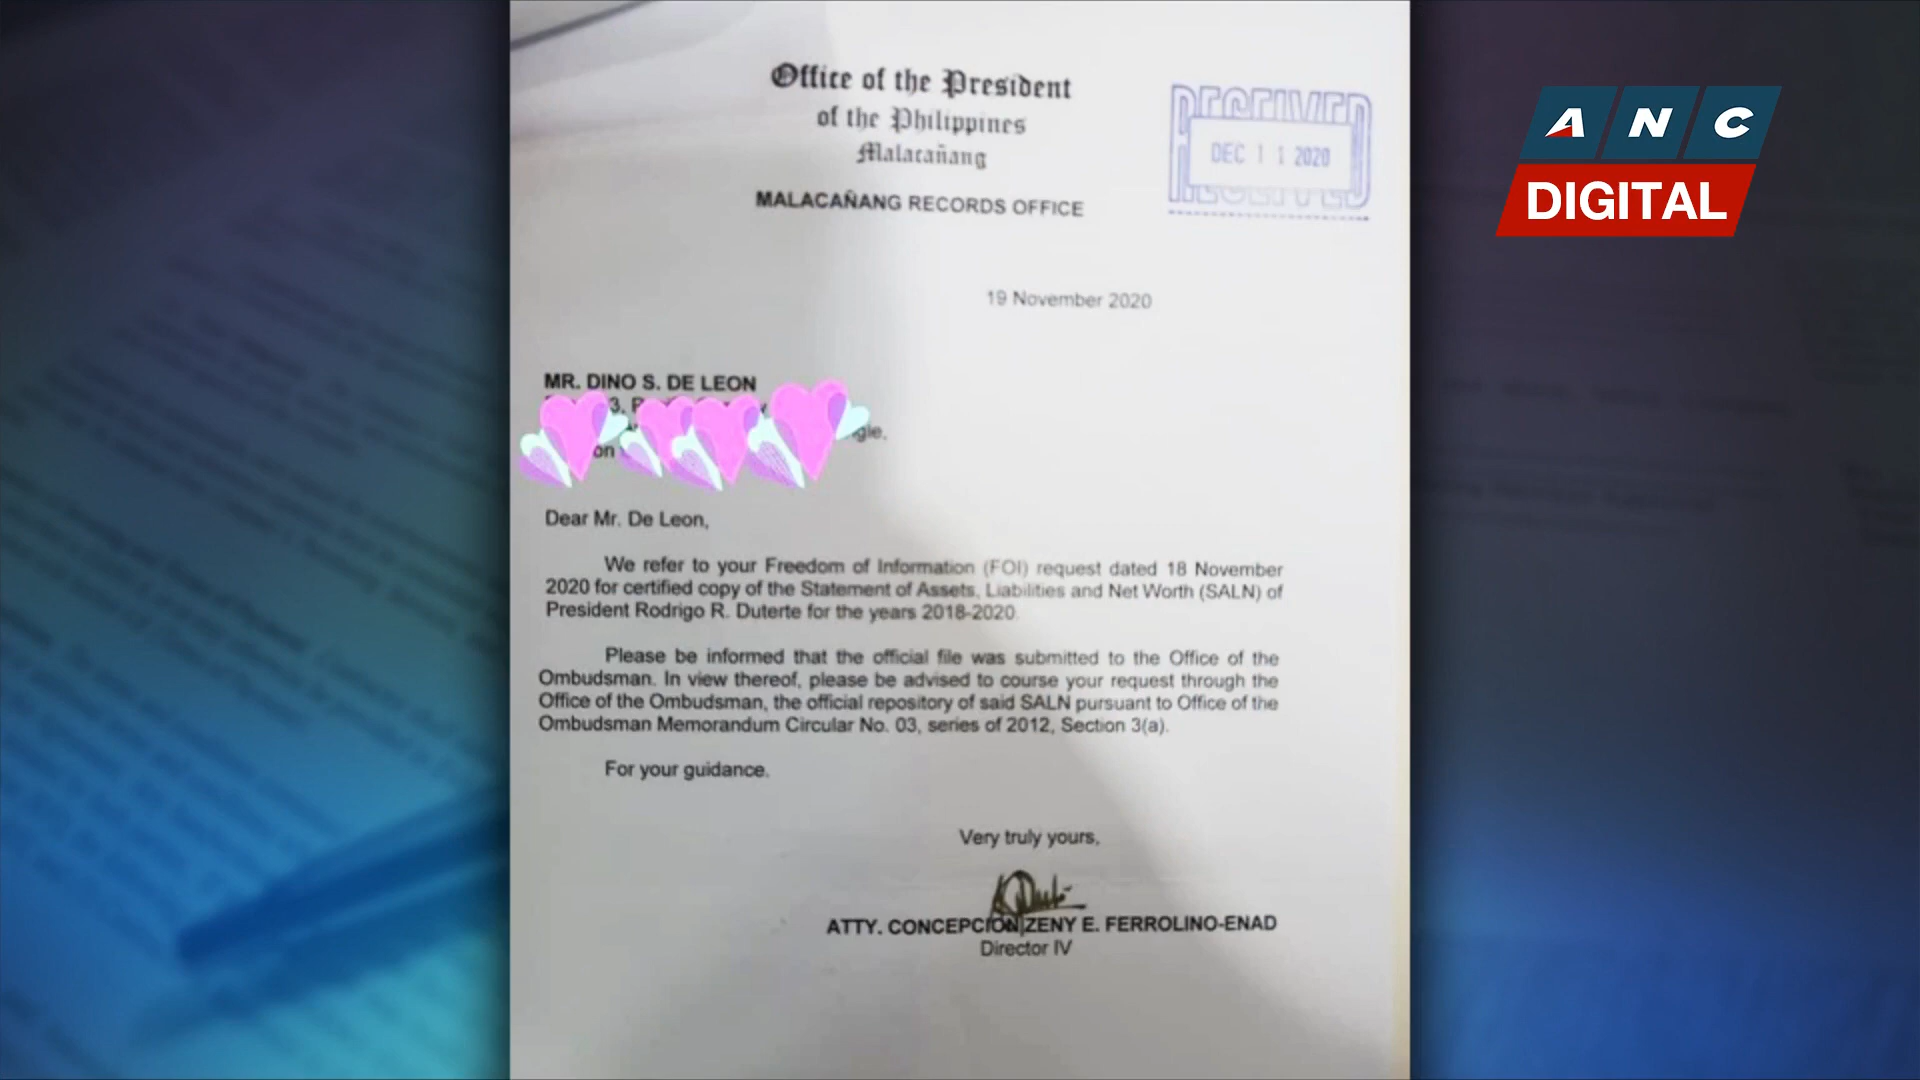 Office of the President
of the Philippines
Malacañang
MALACAÑANG RECORDS OFFICE
RECEIVED
DEC 11 2020
RECEIVED
ANC
DIGITAL
19 November 2020
MR. DINO S. DE LEON
Dear Mr. De Leon,
We refer to your Freedom of Information (FOI) request dated 18 November
2020 for certified copy of the Statement of Assets, Liabilities and Net Worth (SALN) of
President Rodrigo R. Duterte for the years 2018-2020.
Please be informed that the official file was submitted to the Office of the
Ombudsman. In view thereof, please be advised to course your request through the
Office of the Ombudsman, the official repository of said SALN pursuant to Office of the
Ombudsman Memorandum Circular No. 03, series of 2012, Section 3(a).
For your guidance.
Very truly yours,
ATTY. CONCEPCION ZENY E. FERROLINO-ENAD
Director IV